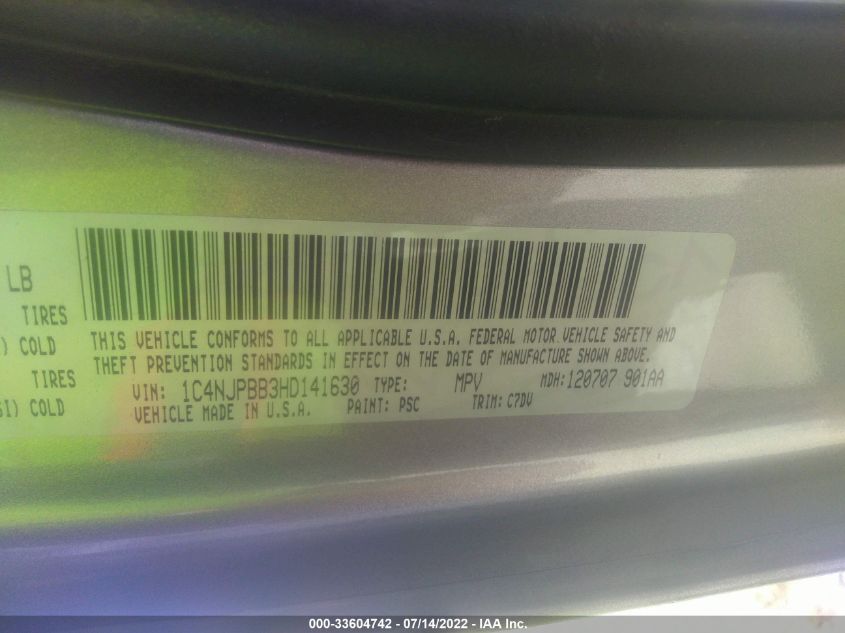 LB
TIRES
) COLD
TIRES
SI) COLD
THIS VEHICLE CONFORMS TO ALL APPLICABLE U.S.A. FEDERAL MOTOR VEHICLE SAFETY AND
THEFT PREVENTION STANDARDS IN EFFECT ON THE DATE OF MANUFACTURE SHOWN ABOVE.
VIN: 1C4NJPBB3HD141630 TYPE: MPV MDH:120707 901AA
VEHICLE MADE IN U.S.A. PAINT: PSC TRIM: C7DV
000-33604742 - 07/14/2022 - IAA Inc.